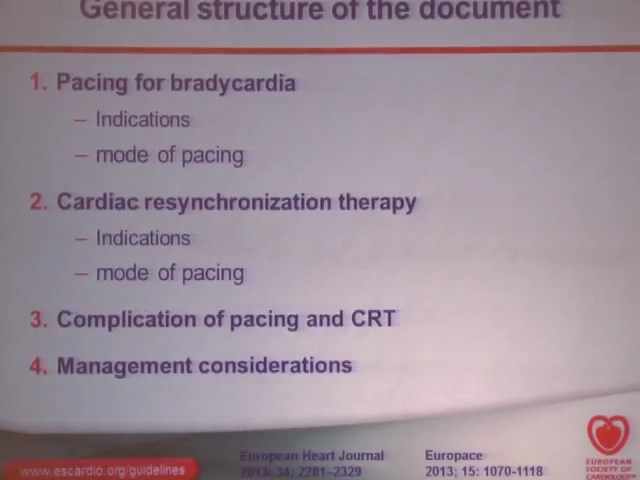 General structure of the document
1. Pacing for bradycardia
– Indications
– mode of pacing
2. Cardiac resynchronization therapy
– Indications
– mode of pacing
3. Complication of pacing and CRT
4. Management considerations
www.escardio.org/guidelines
European Heart Journal
2013; 34: 2281–2329
Europace
2013; 15: 1070-1118
EUROPEAN
SOCIETY OF
CARDIOLOGY®